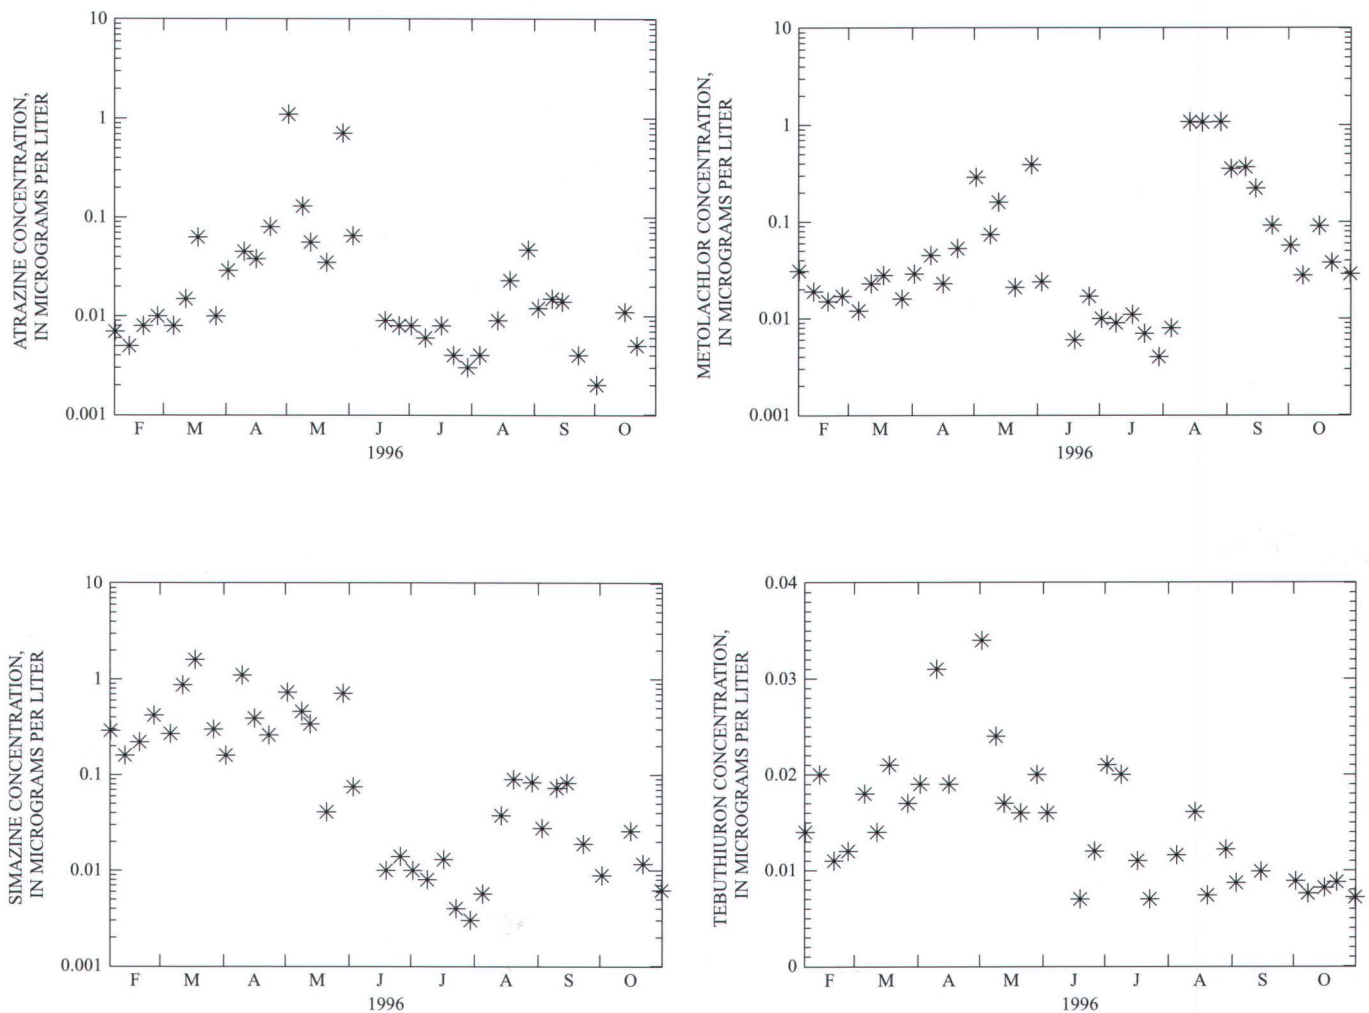 ATRAZINE CONCENTRATION,
IN MICROGRAMS PER LITER
10
1
0.1
0.01
0.001
F M A M J J A S O
1996
METOLACHLOR CONCENTRATION,
IN MICROGRAMS PER LITER
10
1
0.1
0.01
0.001
F M A M J J A S O
1996
SIMAZINE CONCENTRATION,
IN MICROGRAMS PER LITER
10
1
0.1
0.01
0.001
F M A M J J A S O
1996
TEBUTHIURON CONCENTRATION,
IN MICROGRAMS PER LITER
0.04
0.03
0.02
0.01
0
F M A M J J A S O
1996